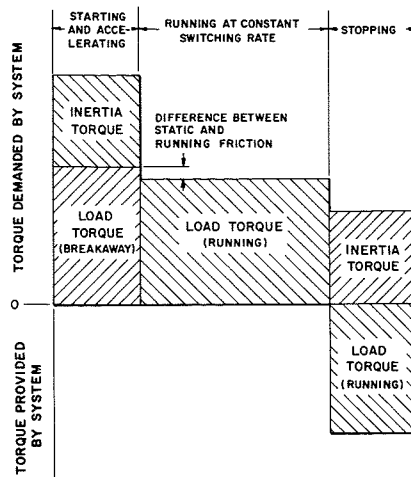 STARTING
AND ACCE-
LERATING
RUNNING AT CONSTANT
SWITCHING RATE
STOPPING
TORQUE DEMANDED BY SYSTEM
INERTIA
TORQUE
DIFFERENCE BETWEEN
STATIC AND
RUNNING FRICTION
LOAD
TORQUE
(BREAKAWAY)
LOAD TORQUE
(RUNNING)
INERTIA
TORQUE
0
TORQUE PROVIDED
BY SYSTEM
LOAD
TORQUE
(RUNNING)